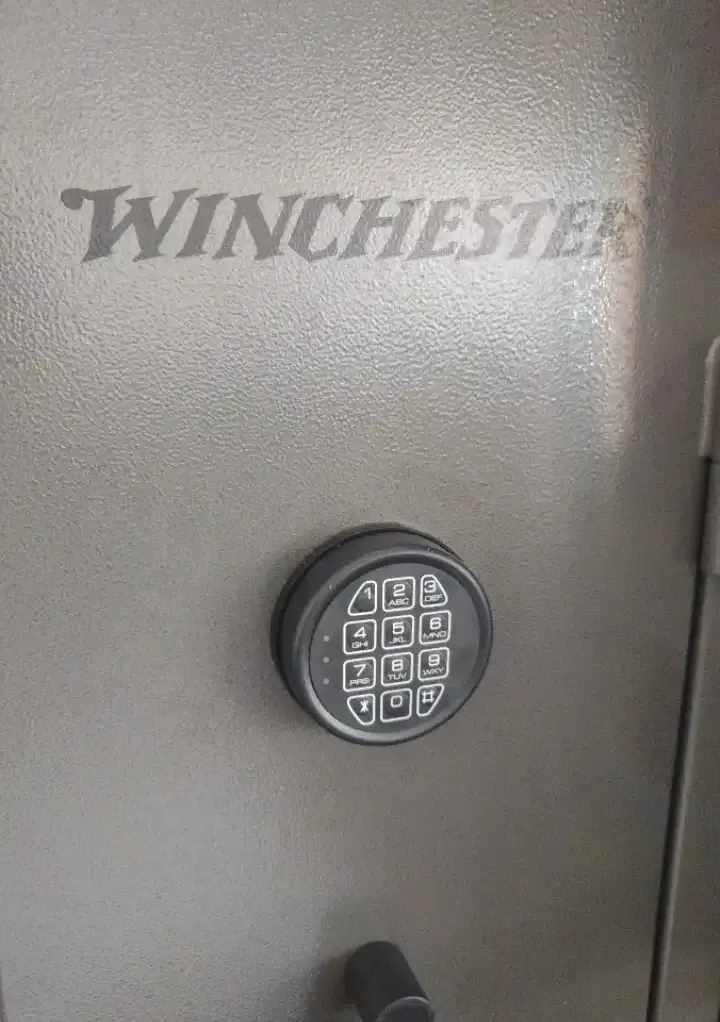 WINCHESTER
1 2 ABC 3 DEF
4 GHI 5 JKL 6 MNO
7 PRS 8 TUV 9 WXY
* 0 #